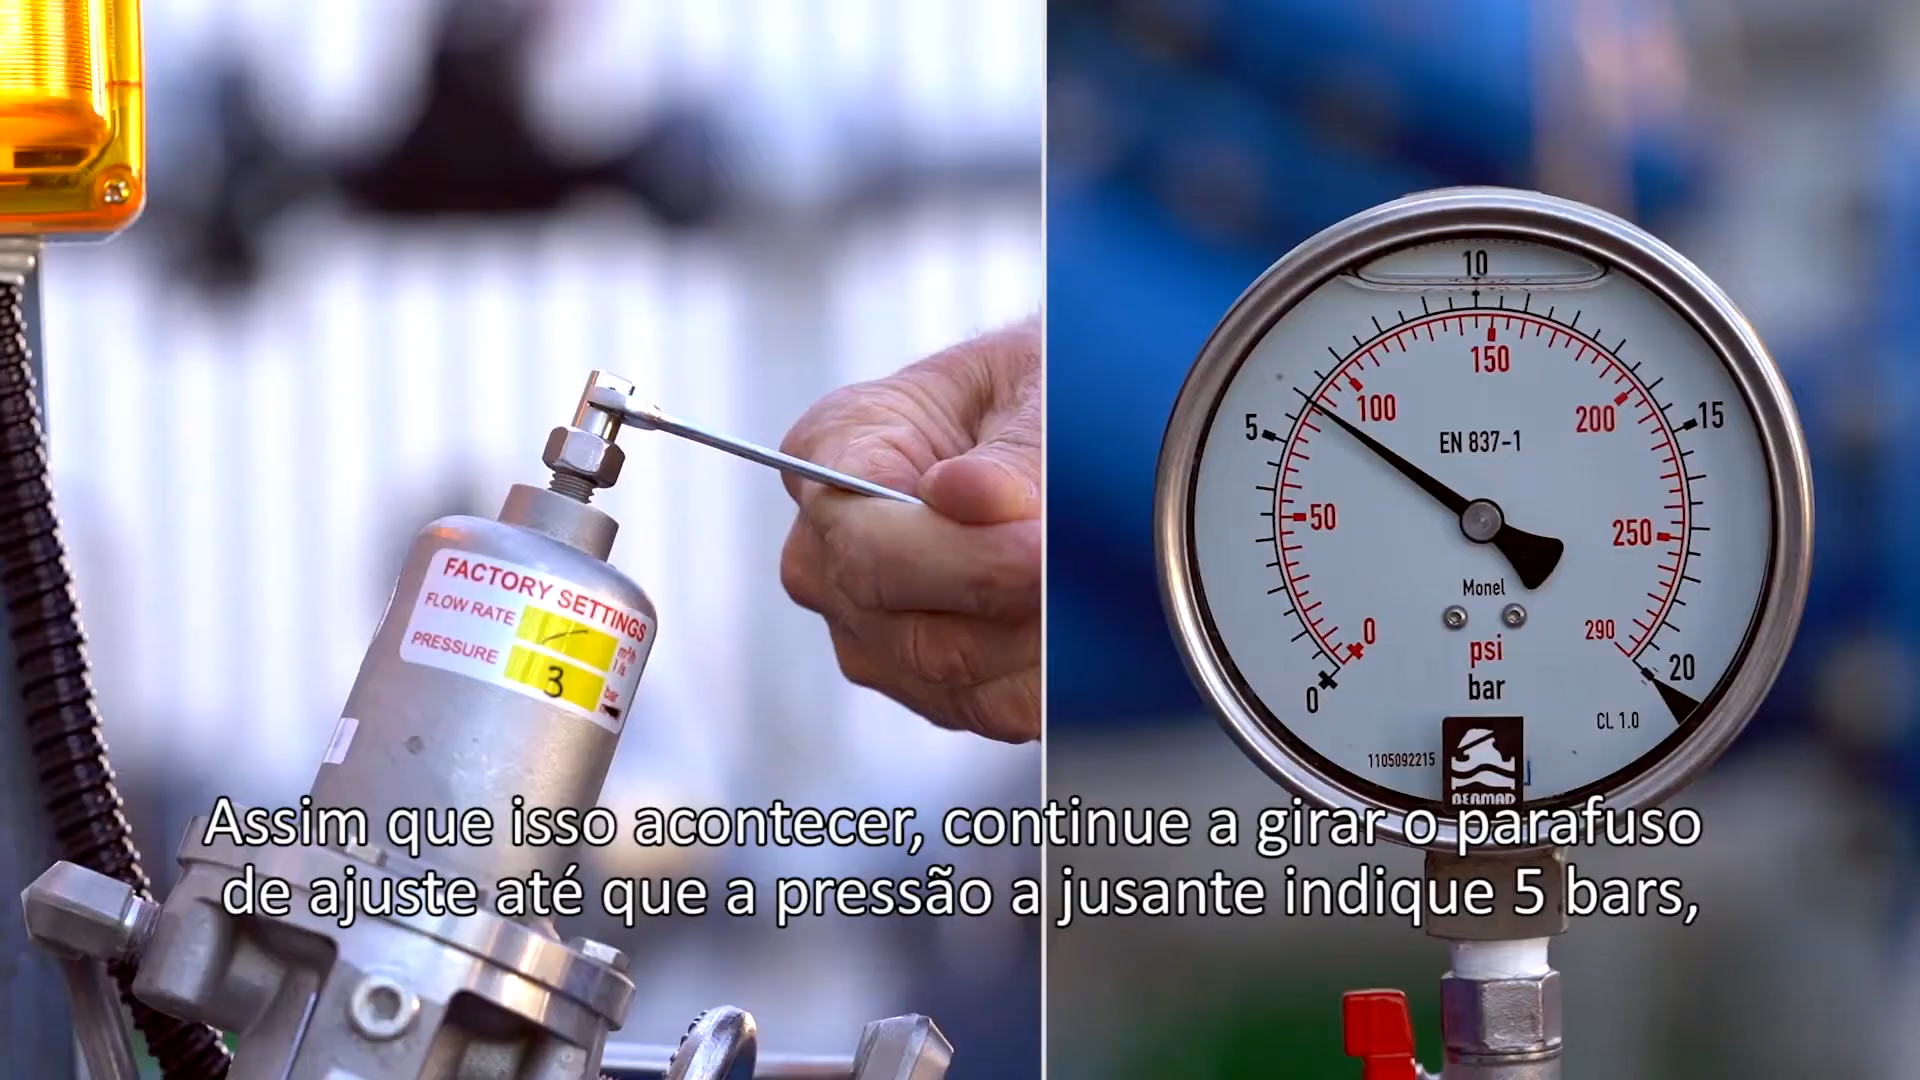 FACTORY SETTINGS
FLOW RATE
m³/h
l/s
PRESSURE
3
bar
10
5
15
100
150
200
50
250
0
290
0
20
EN 837-1
Monel
psi
bar
CL 1.0
1105092215
BERMAD
Assim que isso acontecer, continue a girar o parafuso
de ajuste até que a pressão a jusante indique 5 bars,